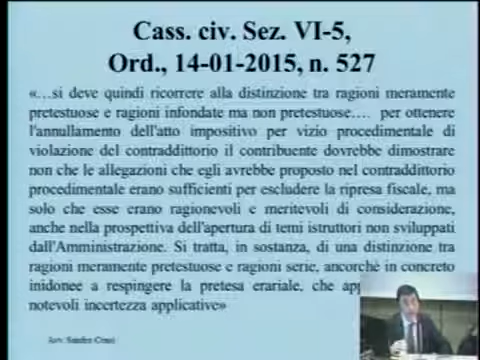 Cass. civ. Sez. VI-5,
Ord., 14-01-2015, n. 527
«…si deve quindi ricorrere alla distinzione tra ragioni meramente
pretestuose e ragioni infondate ma non pretestuose…. per ottenere
l'annullamento dell'atto impositivo per vizio procedimentale di
violazione del contraddittorio il contribuente dovrebbe dimostrare
non che le allegazioni che egli avrebbe proposto nel contraddittorio
procedimentale erano sufficienti per escludere la ripresa fiscale, ma
solo che esse erano ragionevoli e meritevoli di considerazione,
anche nella prospettiva dell'apertura di temi istruttori non sviluppati
dall'Amministrazione. Si tratta, in sostanza, di una distinzione tra
ragioni meramente pretestuose e ragioni serie, ancorchè in concreto
inidonee a respingere la pretesa erariale, che
notevoli incertezza applicative»
Avv. Sandro